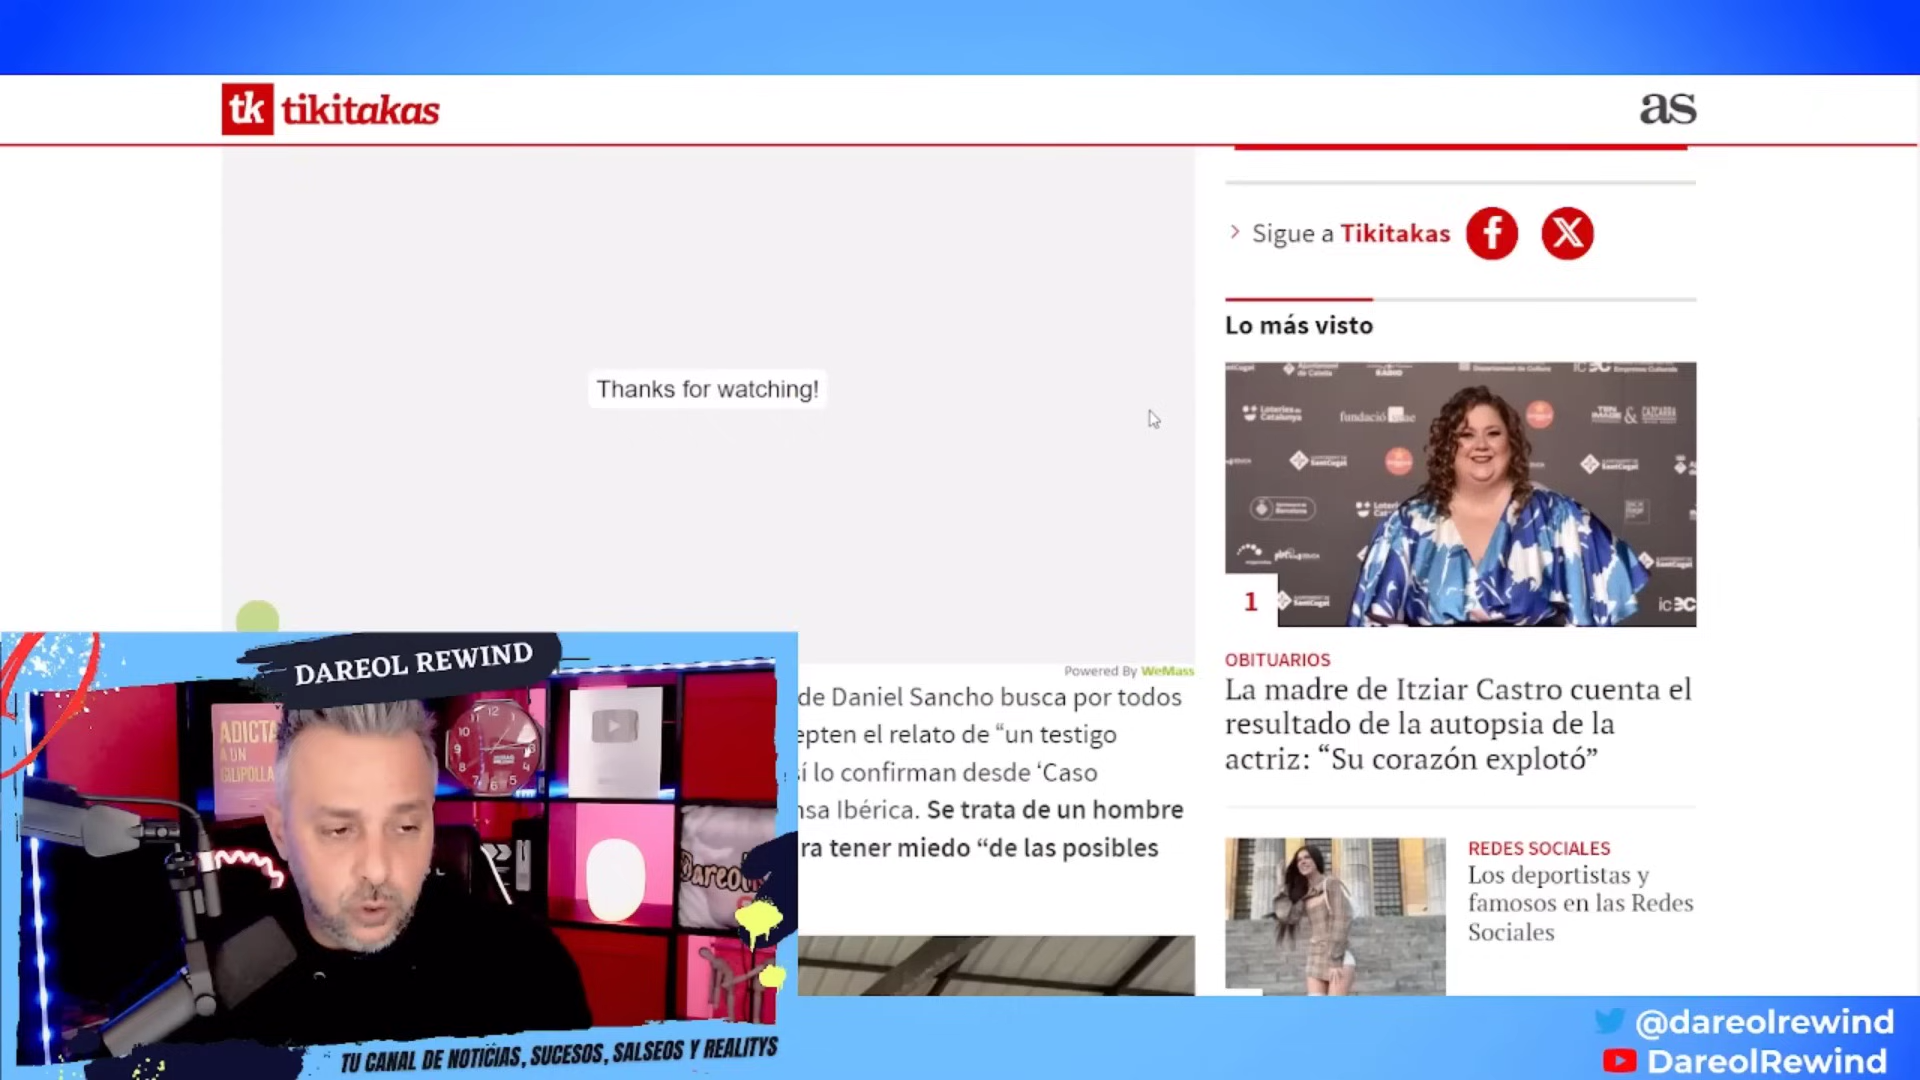 tk tikitakas
as
Sigue a Tikitakas
Lo más visto
Thanks for watching!
1
OBITUARIOS
La madre de Itziar Castro cuenta el
resultado de la autopsia de la
actriz: “Su corazón explotó”
Powered By WeMass
de Daniel Sancho busca por todos
epten el relato de “un testigo
sí lo confirman desde ‘Caso
nsa Ibérica. Se trata de un hombre
ra tener miedo “de las posibles
REDES SOCIALES
Los deportistas y
famosos en las Redes
Sociales
DAREOL REWIND
ADICTA
A UN
GILIPOLLA
Dareol
TU CANAL DE NOTICIAS, SUCESOS, SALSEOS Y REALITYS
@dareolrewind
DareolRewind